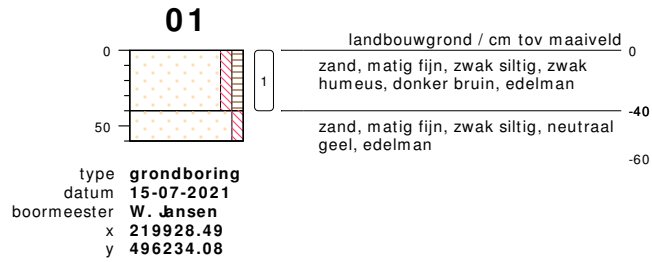 01
landbouwgrond / cm tov maaiveld
0
0
zand, matig fijn, zwak siltig, zwak
humeus, donker bruin, edelman
1
-40
50
zand, matig fijn, zwak siltig, neutraal
geel, edelman
-60
type grondboring
datum 15-07-2021
boormeester W. Jansen
x 219928.49
y 496234.08